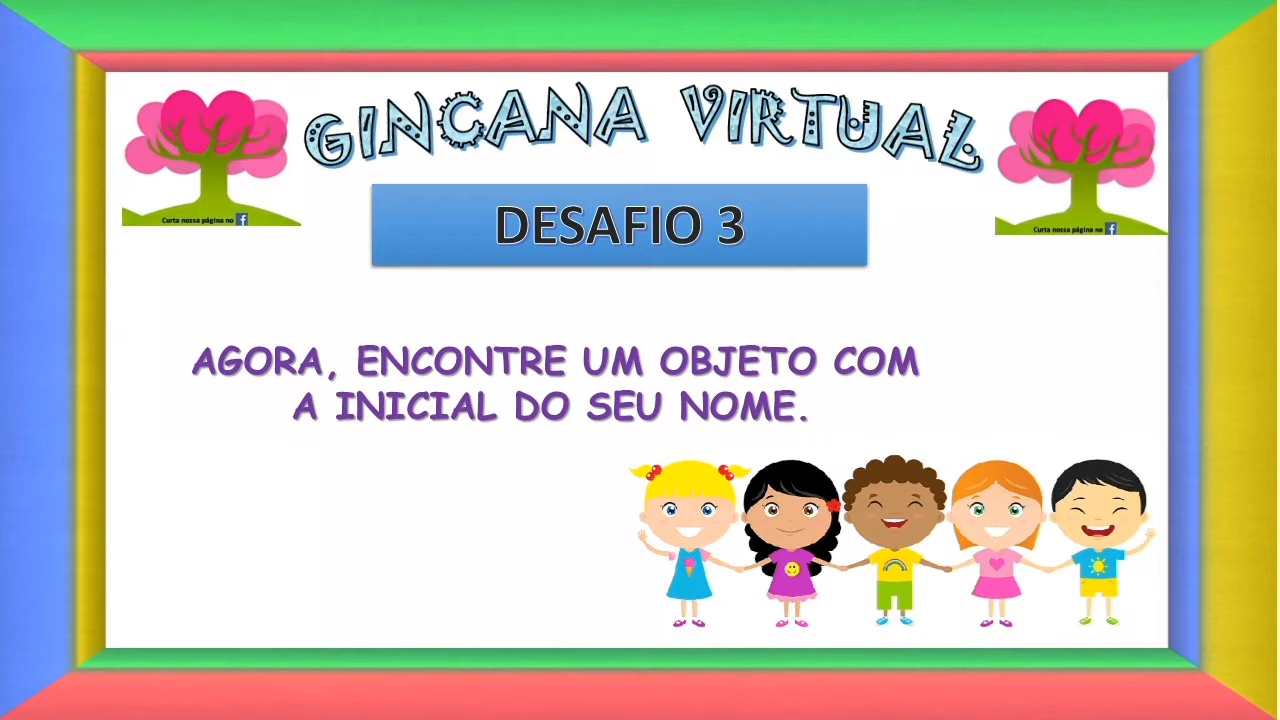 GINCANA VIRTUAL
Curta nossa página no f
DESAFIO 3
Curta nossa página no f
AGORA, ENCONTRE UM OBJETO COM
A INICIAL DO SEU NOME.